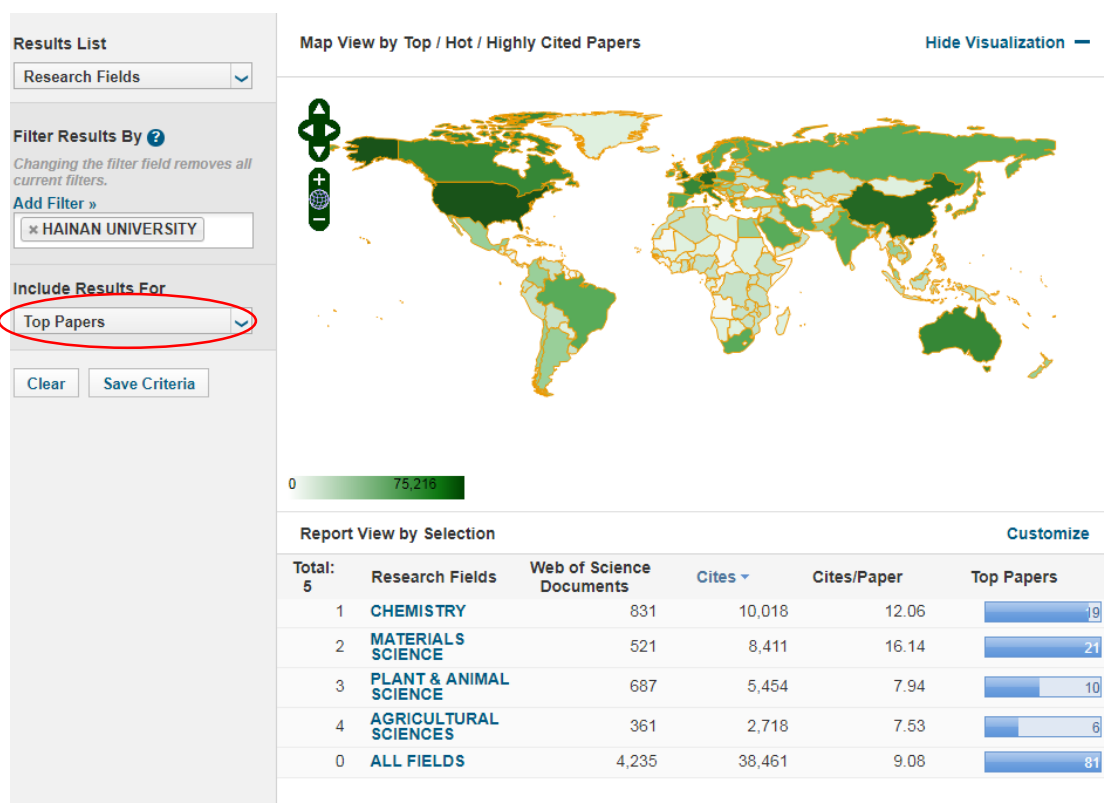 Results List
Research Fields
Filter Results By ?
Changing the filter field removes all
current filters.
Add Filter »
× HAINAN UNIVERSITY
Include Results For
Top Papers
Clear Save Criteria
Map View by Top / Hot / Highly Cited Papers Hide Visualization
0 75,216
Report View by Selection Customize
Total:
5 Research Fields Web of Science
Documents Cites Cites/Paper Top Papers
1 CHEMISTRY 831 10,018 12.06 19
2 MATERIALS
SCIENCE 521 8,411 16.14 21
3 PLANT & ANIMAL
SCIENCE 687 5,454 7.94 10
4 AGRICULTURAL
SCIENCES 361 2,718 7.53 6
0 ALL FIELDS 4,235 38,461 9.08 81